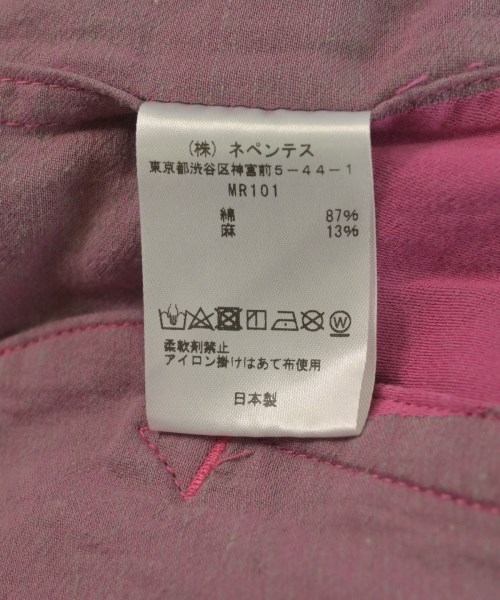 (株) ネペンテス
東京都渋谷区神宮前5-44-1
MR101
綿 87%
麻 13%
W
柔軟剤禁止
アイロン掛けはあて布使用
日本製